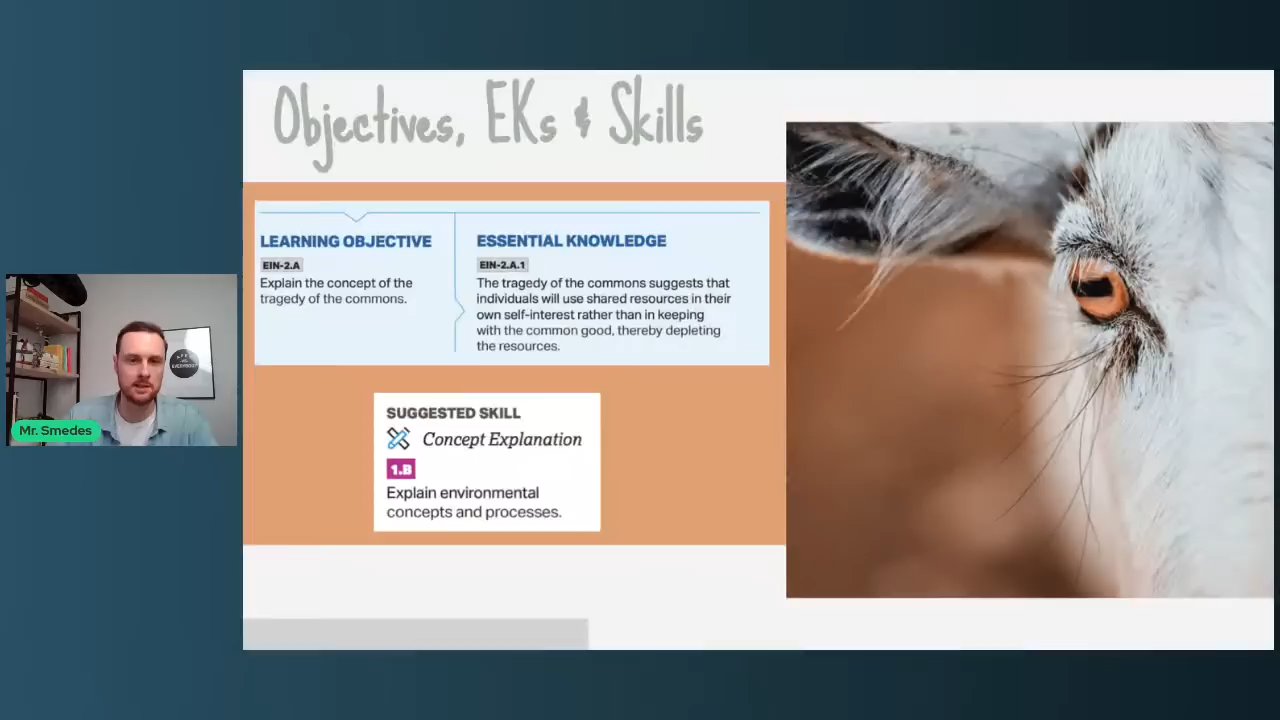 Objectives, EKs & Skills
LEARNING OBJECTIVE
EIN-2.A
Explain the concept of the
tragedy of the commons.
ESSENTIAL KNOWLEDGE
EIN-2.A.1
The tragedy of the commons suggests that
individuals will use shared resources in their
own self-interest rather than in keeping
with the common good, thereby depleting
the resources.
SUGGESTED SKILL
Concept Explanation
1.B
Explain environmental
concepts and processes.
Mr. Smedes